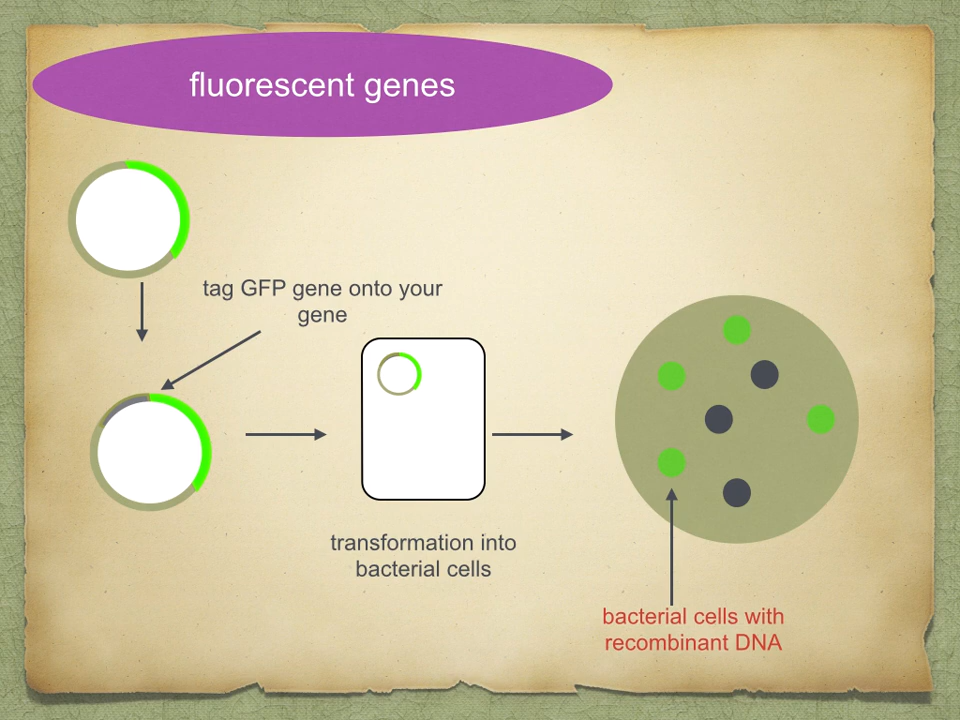 fluorescent genes
tag GFP gene onto your
gene
transformation into
bacterial cells
bacterial cells with
recombinant DNA